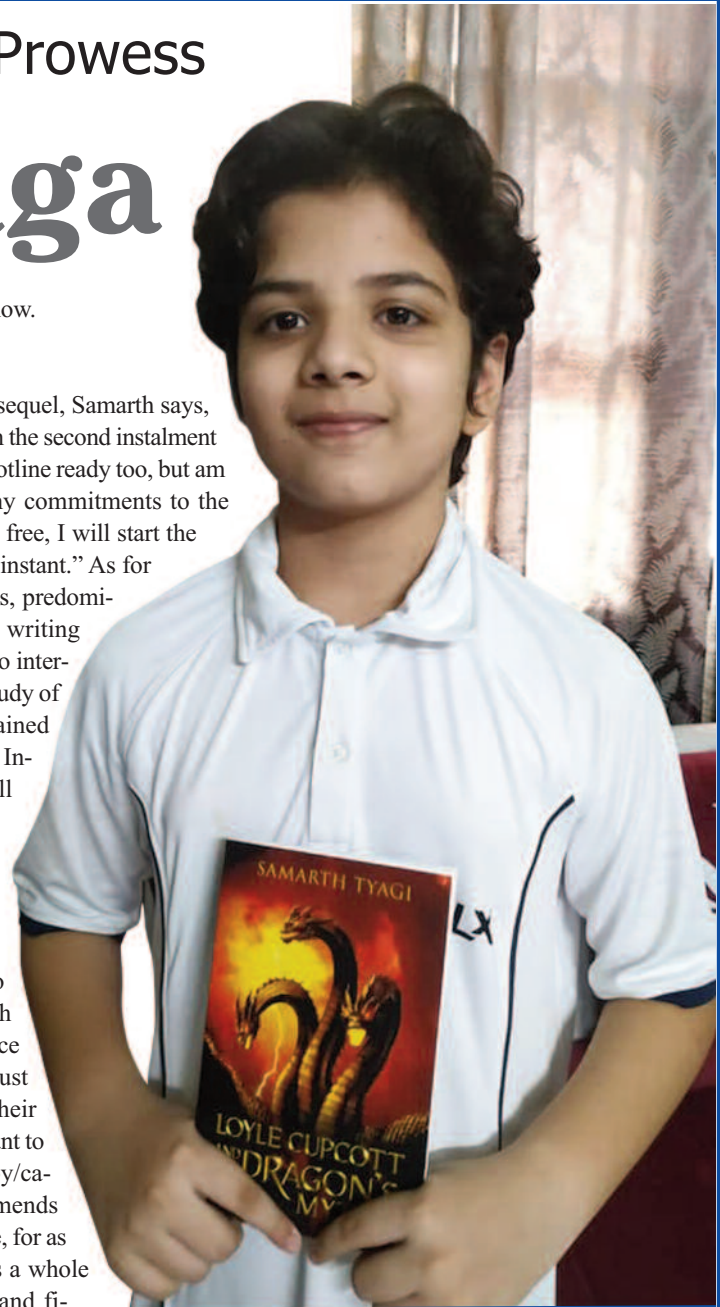 Prowess
aga
ow.
sequel, Samarth says,
n the second instalment
otline ready too, but am
ny commitments to the
free, I will start the
instant.” As for
s, predomi-
writing
o inter-
udy of
ained
In-
ll
o
h
ce
ust
heir
nt to
y/ca-
mends
e, for as
s a whole
and fi-
SAMARTH TYAGI
LX
LOYLE CUPCOTT
AND DRAGON'S